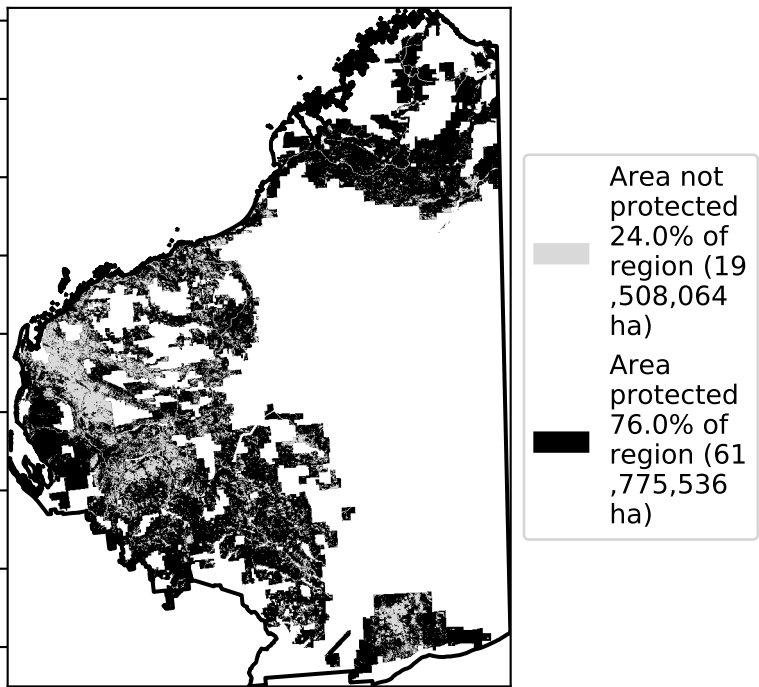 Area not
protected
24.0% of
region (19
,508,064
ha)
Area
protected
76.0% of
region (61
,775,536
ha)